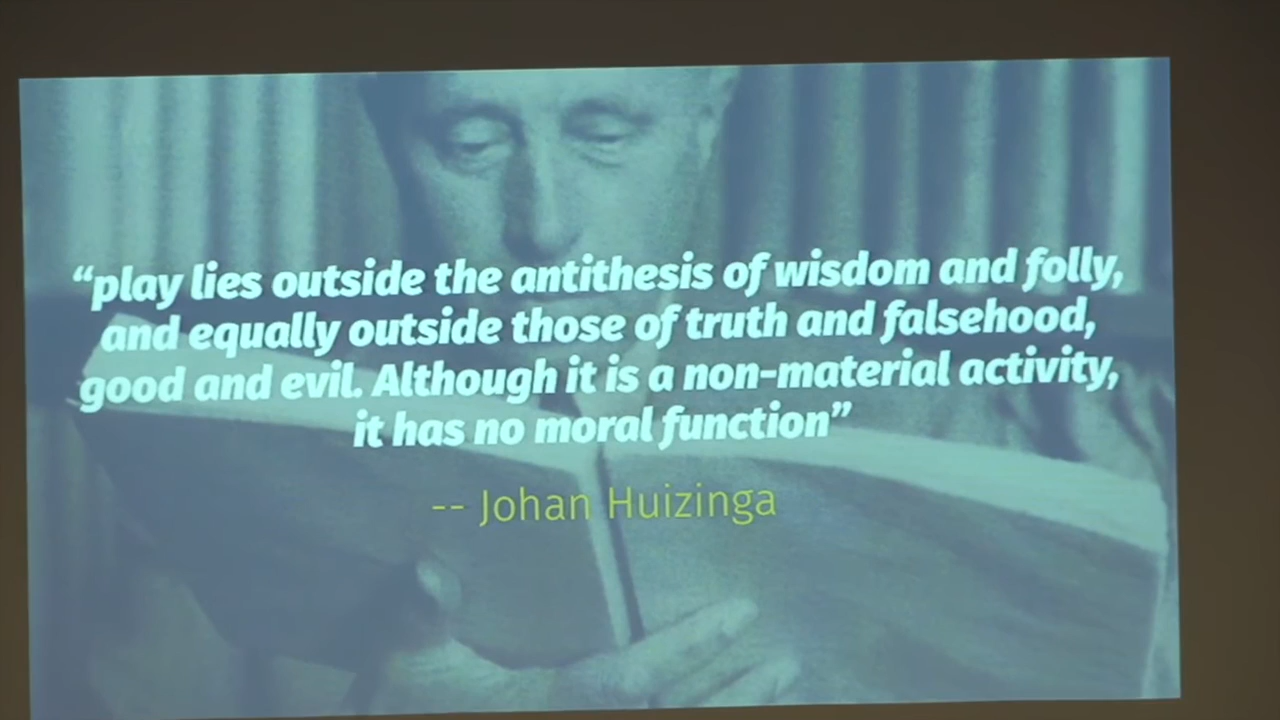 “play lies outside the antithesis of wisdom and folly,
and equally outside those of truth and falsehood,
good and evil. Although it is a non-material activity,
it has no moral function”
-- Johan Huizinga